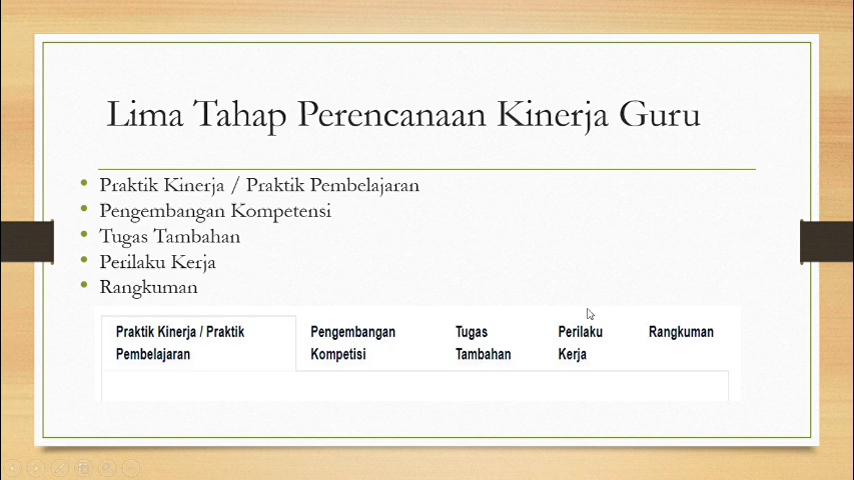 Lima Tahap Perencanaan Kinerja Guru
Praktik Kinerja / Praktik Pembelajaran
Pengembangan Kompetensi
Tugas Tambahan
Perilaku Kerja
Rangkuman
Praktik Kinerja / Praktik
Pembelajaran
Pengembangan
Kompetisi
Tugas
Tambahan
Perilaku
Kerja
Rangkuman